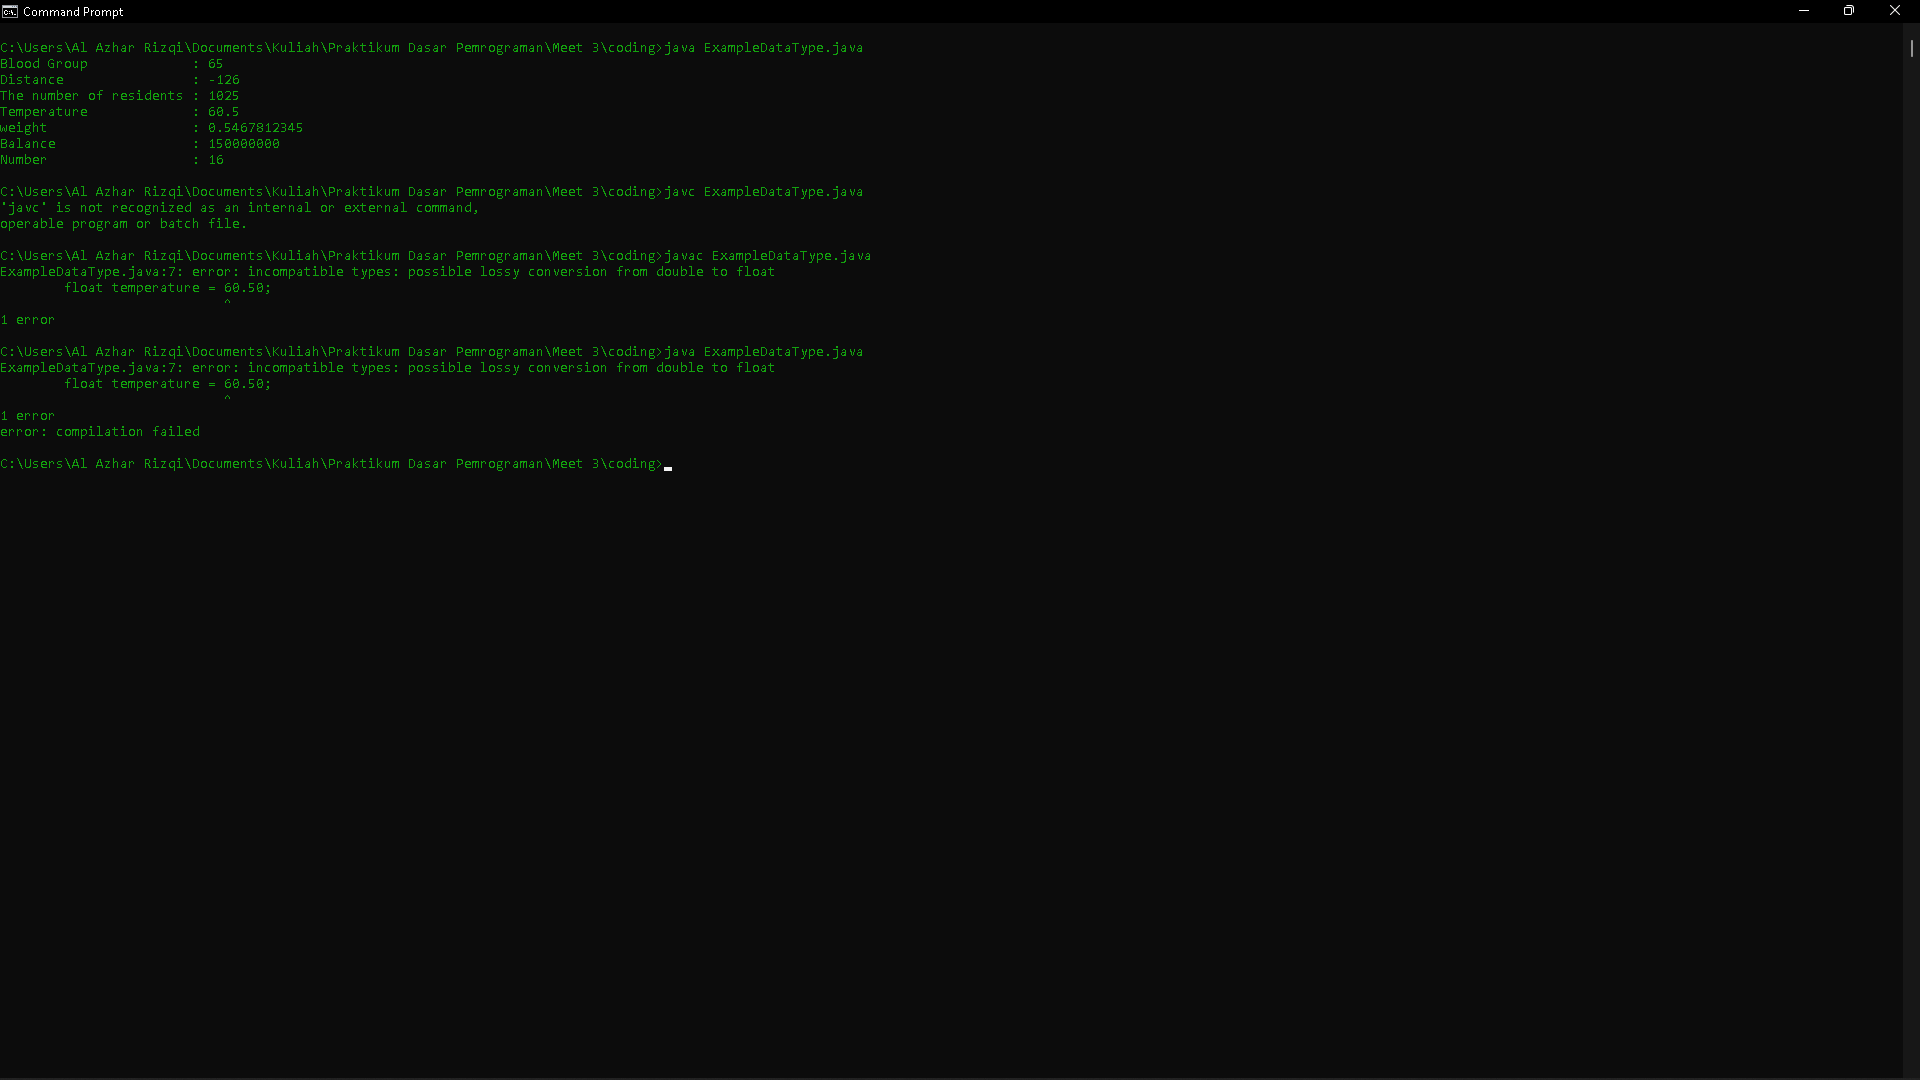 Command Prompt
C:\Users\Al Azhar Rizqi\Documents\Kuliah\Praktikum Dasar Pemrograman\Meet 3\coding>java ExampleDataType.java
Blood Group             : 65
Distance                : -126
The number of residents : 1025
Temperature             : 60.5
weight                  : 0.5467812345
Balance                 : 150000000
Number                  : 16
C:\Users\Al Azhar Rizqi\Documents\Kuliah\Praktikum Dasar Pemrograman\Meet 3\coding>javc ExampleDataType.java
'javc' is not recognized as an internal or external command,
operable program or batch file.
C:\Users\Al Azhar Rizqi\Documents\Kuliah\Praktikum Dasar Pemrograman\Meet 3\coding>javac ExampleDataType.java
ExampleDataType.java:7: error: incompatible types: possible lossy conversion from double to float
        float temperature = 60.50;
                            ^
1 error
C:\Users\Al Azhar Rizqi\Documents\Kuliah\Praktikum Dasar Pemrograman\Meet 3\coding>java ExampleDataType.java
ExampleDataType.java:7: error: incompatible types: possible lossy conversion from double to float
        float temperature = 60.50;
                            ^
1 error
error: compilation failed
C:\Users\Al Azhar Rizqi\Documents\Kuliah\Praktikum Dasar Pemrograman\Meet 3\coding>